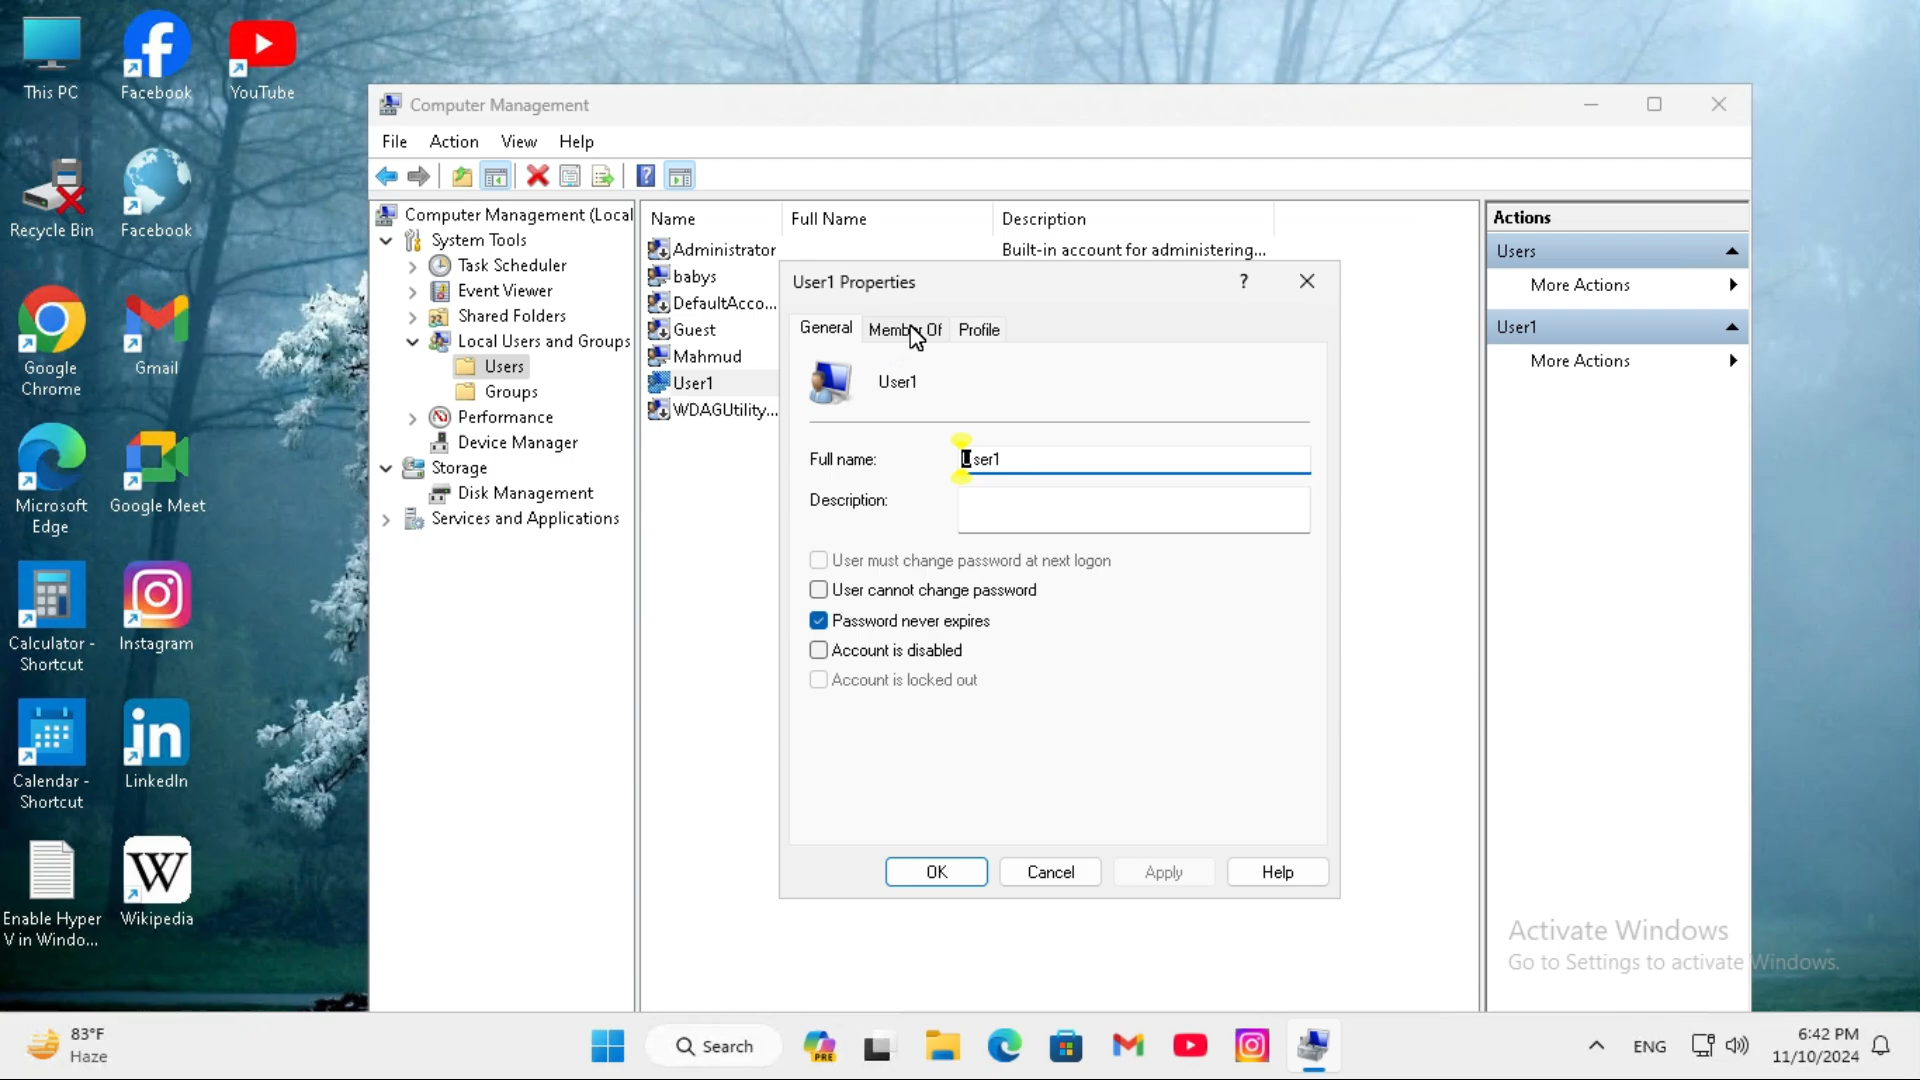 This PC
Facebook
YouTube
Recycle Bin
Facebook
Google
Chrome
Gmail
Microsoft
Edge
Google Meet
Calculator -
Shortcut
Instagram
Calendar -
Shortcut
LinkedIn
Enable Hyper
V in Windo...
Wikipedia
Computer Management
File Action View Help
Computer Management (Local
System Tools
Task Scheduler
Event Viewer
Shared Folders
Local Users and Groups
Users
Groups
Performance
Device Manager
Storage
Disk Management
Services and Applications
Name Full Name Description
Administrator Built-in account for administering...
babys
DefaultAcco...
Guest
Mahmud
User1
WDAGUtility...
Actions
Users
More Actions
User1
More Actions
User1 Properties ?
General Member Of Profile
User1
Full name: User1
Description:
User must change password at next logon
User cannot change password
Password never expires
Account is disabled
Account is locked out
OK Cancel Apply Help
Activate Windows
Go to Settings to activate Windows.
83°F
Haze
Search
PRE
ENG
6:42 PM
11/10/2024